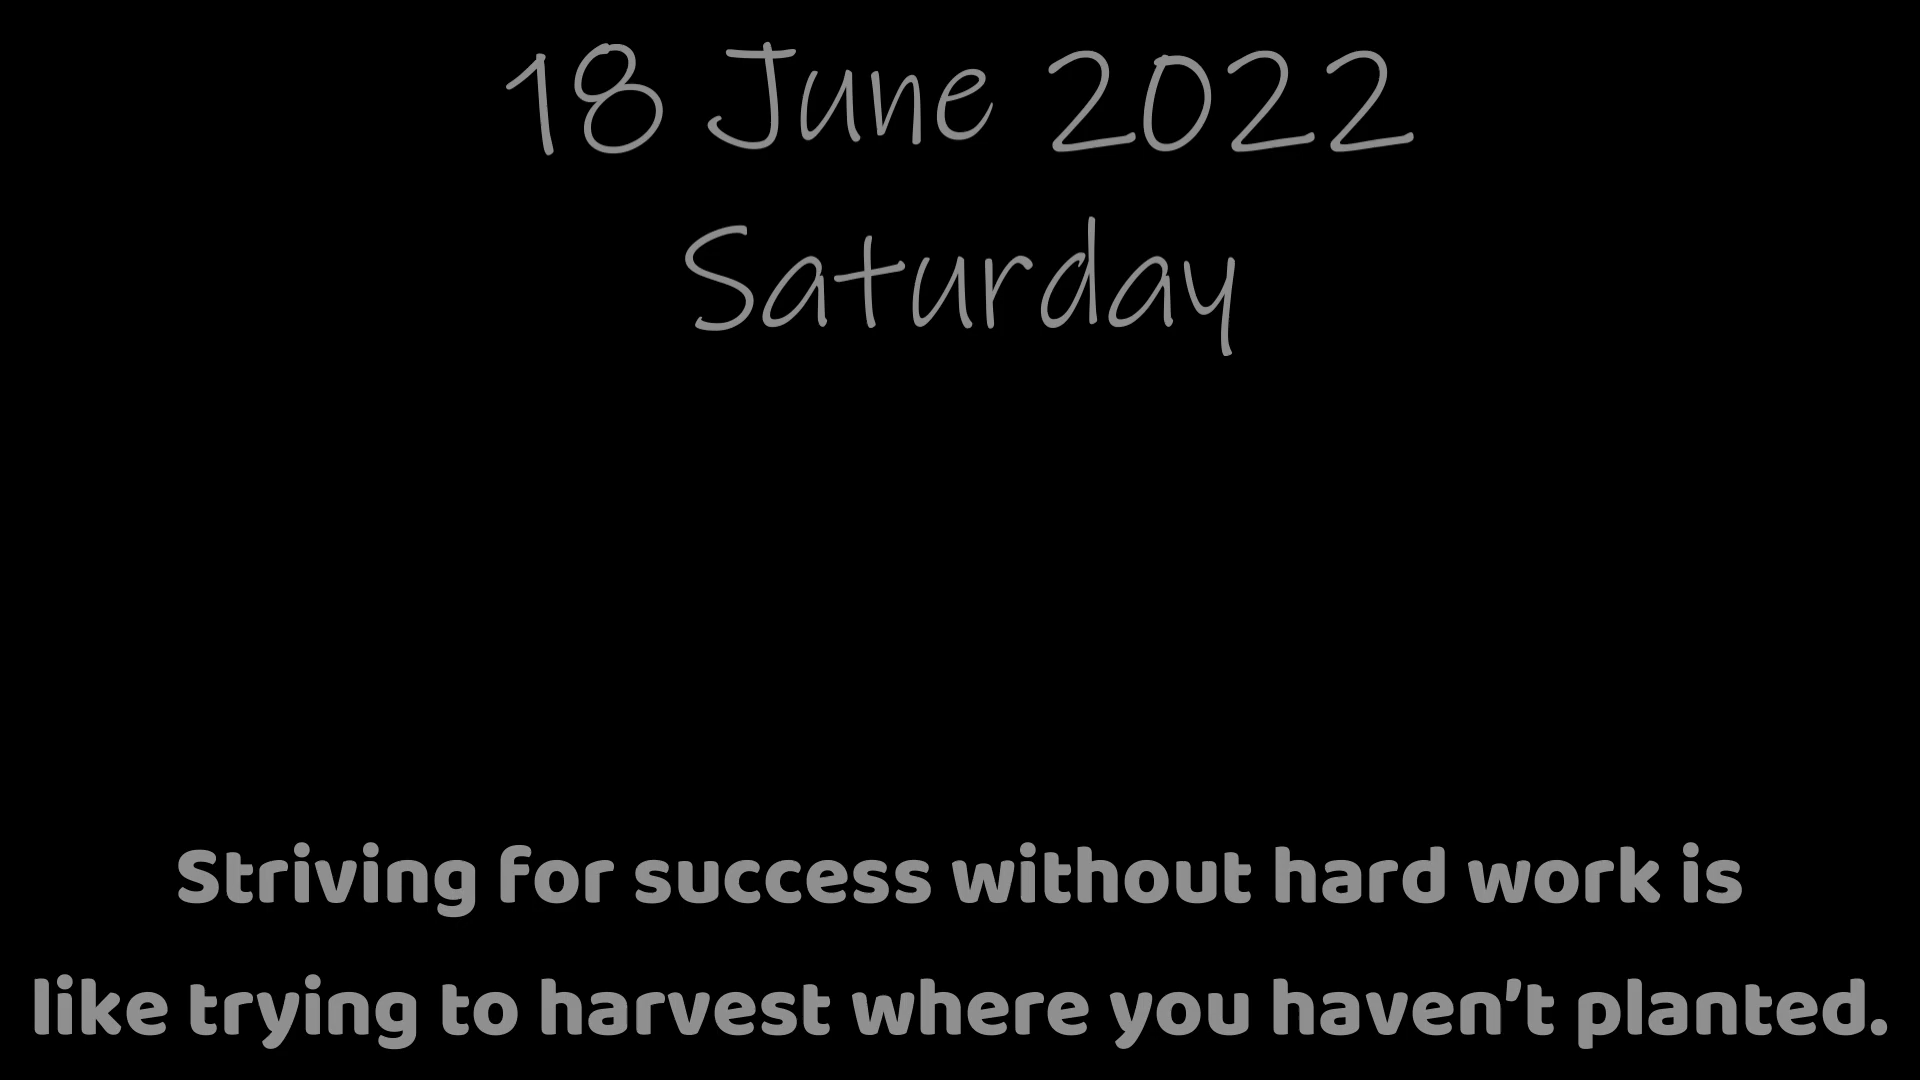 18 June 2022
Saturday
Striving for success without hard work is
like trying to harvest where you haven’t planted.